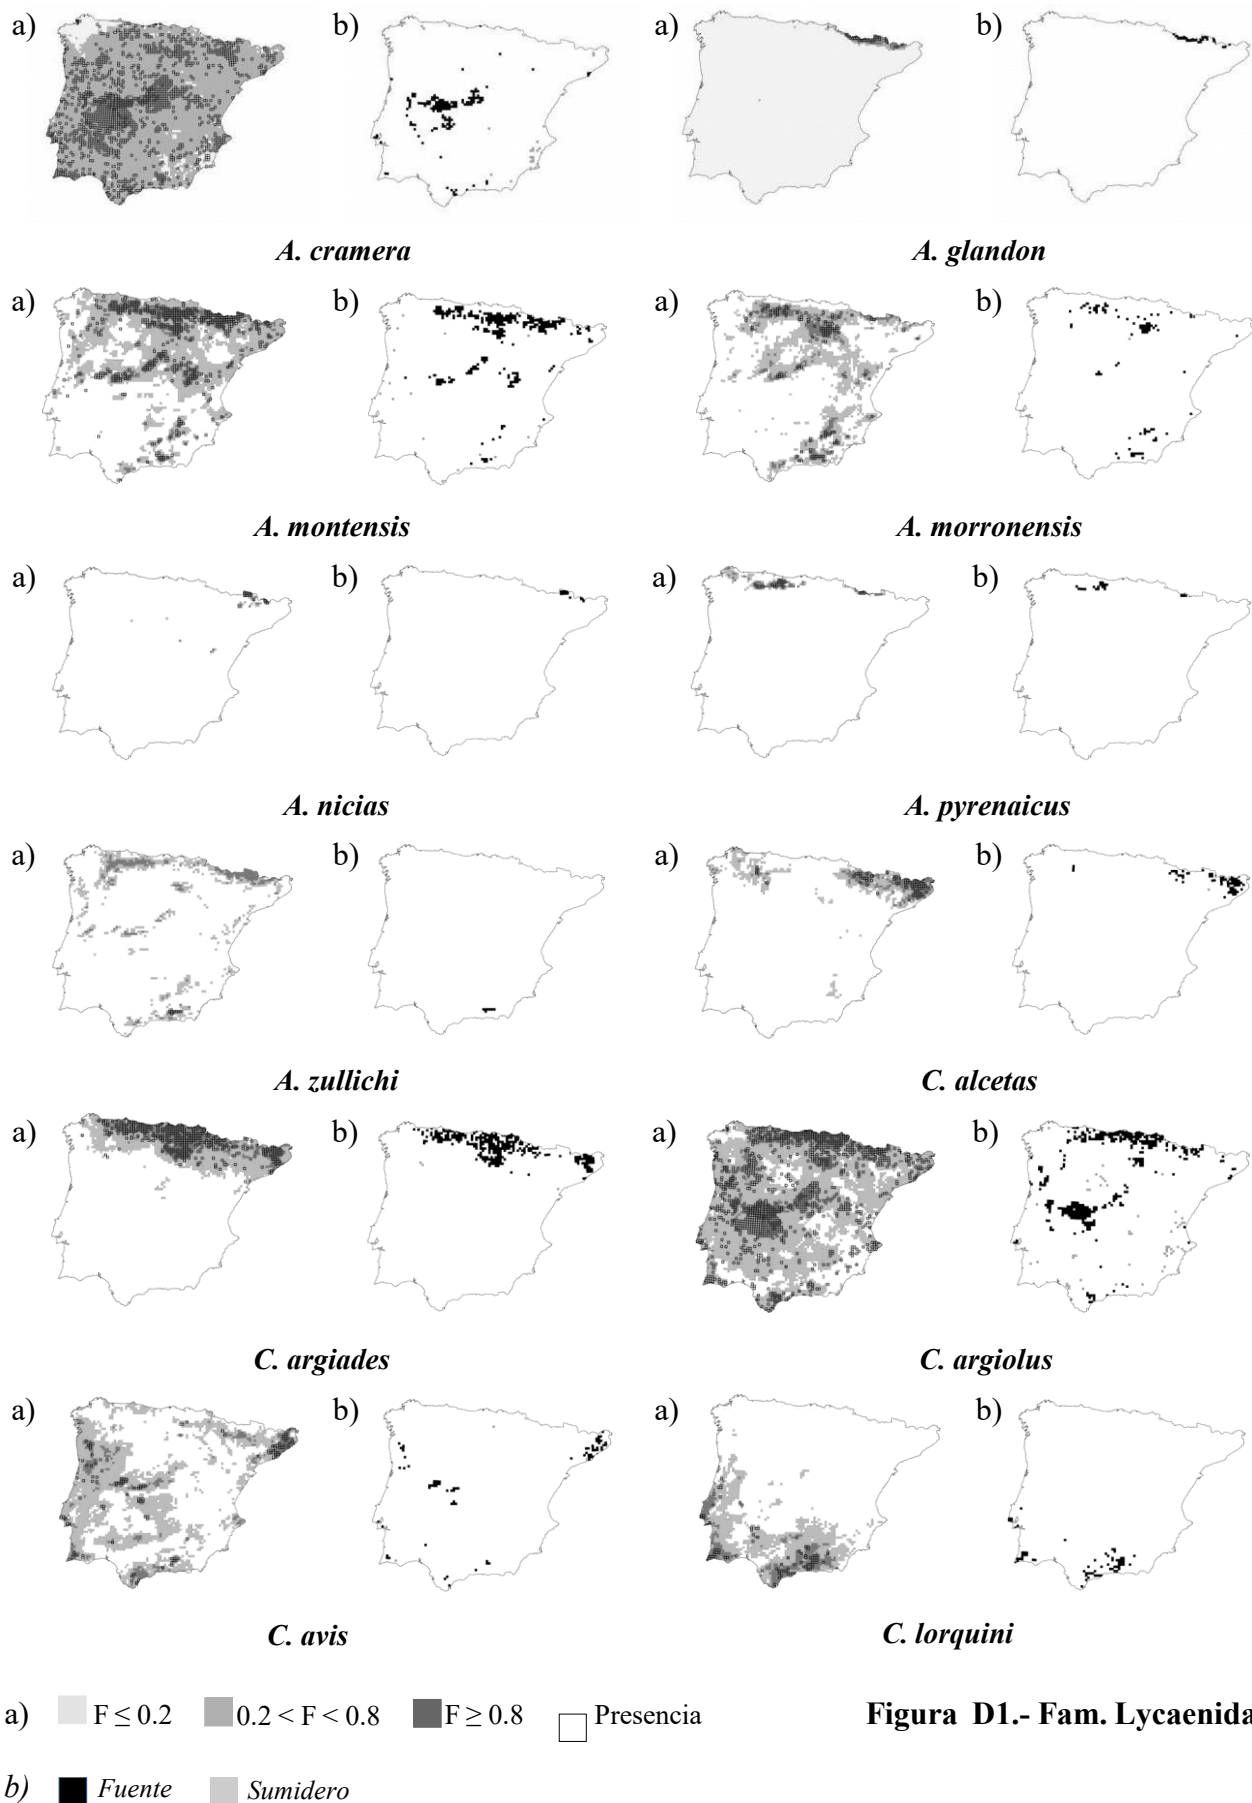 a) b) a) b)
A. cramera A. glandon
a) b) a) b)
A. montensis A. morronensis
a) b) a) b)
A. nicias A. pyrenaicus
a) b) a) b)
A. zullichi C. alcetas
a) b) a) b)
C. argiades C. argiolus
a) b) a) b)
C. avis C. lorquini
a) F ≤ 0.2 0.2 < F < 0.8 F ≥ 0.8 Presencia Figura D1.- Fam. Lycaenida
b) Fuente Sumidero